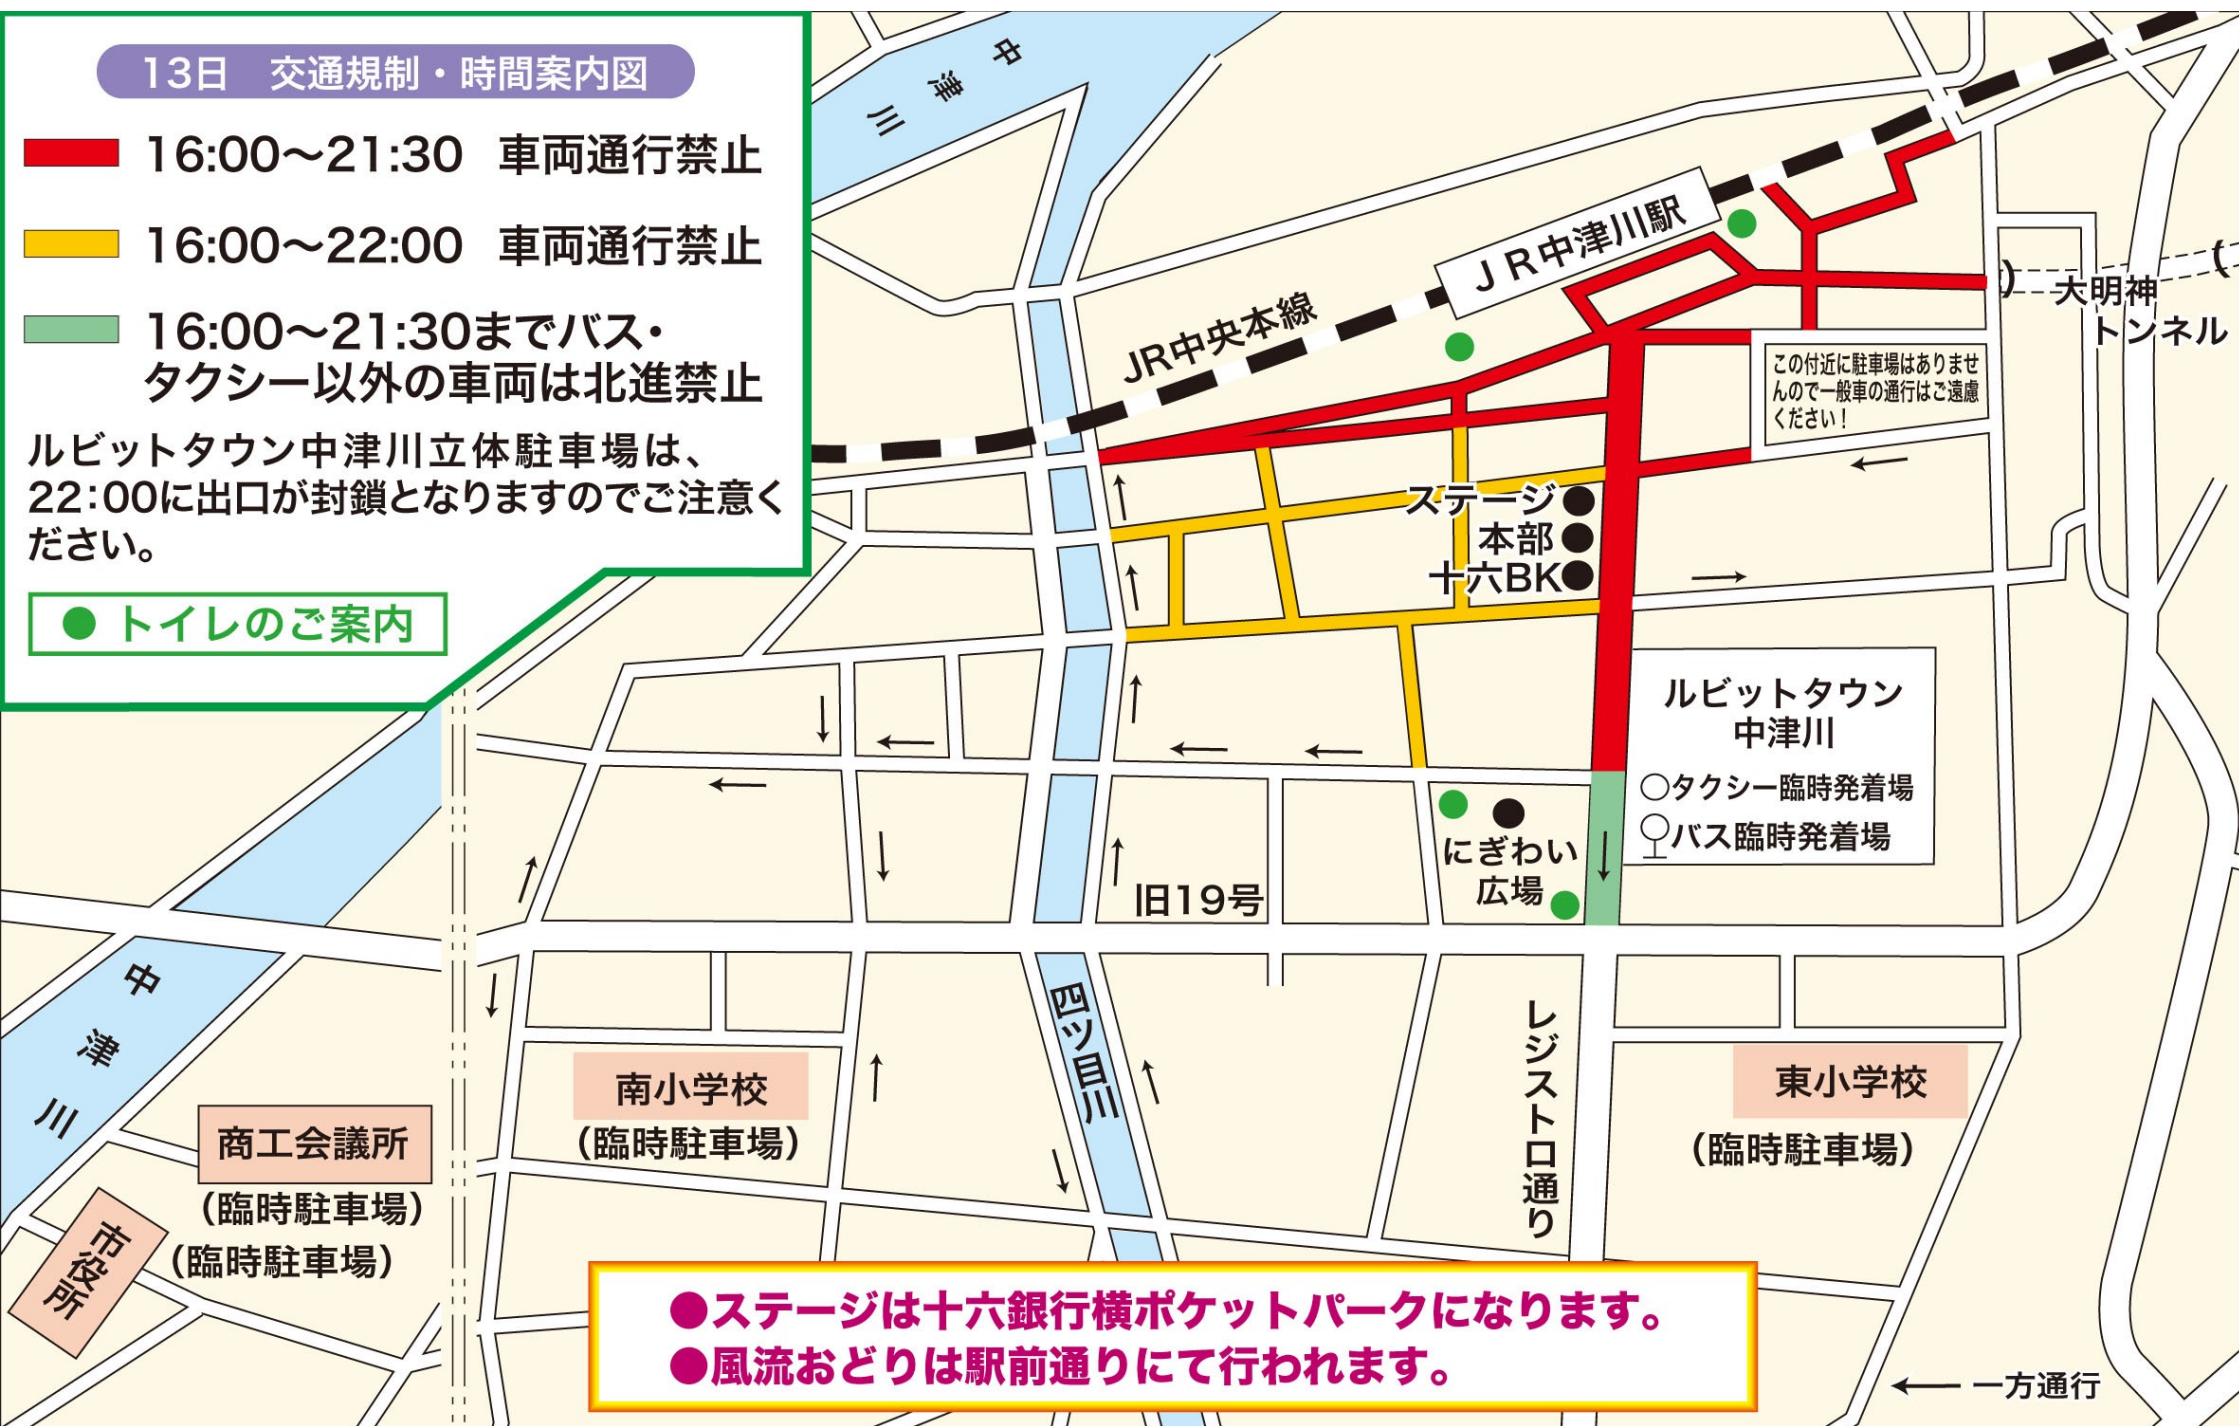 13日 交通規制・時間案内図
16:00〜21:30 車両通行禁止
16:00〜22:00 車両通行禁止
16:00〜21:30までバス・
タクシー以外の車両は北進禁止
ルビットタウン中津川立体駐車場は、
22:00に出口が封鎖となりますのでご注意く
ださい。
● トイレのご案内
中津川
JR中央本線
JR中津川駅
大明神
トンネル
この付近に駐車場はありませ
んので一般車の通行はご遠慮
ください!
ステージ
本部
十六BK
ルビットタウン
中津川
タクシー臨時発着場
バス臨時発着場
にぎわい
広場
旧19号
中津川
四ツ目川
レジストロ通り
南小学校
(臨時駐車場)
東小学校
(臨時駐車場)
商工会議所
(臨時駐車場)
市役所
(臨時駐車場)
●ステージは十六銀行横ポケットパークになります。
●風流おどりは駅前通りにて行われます。
← 一方通行